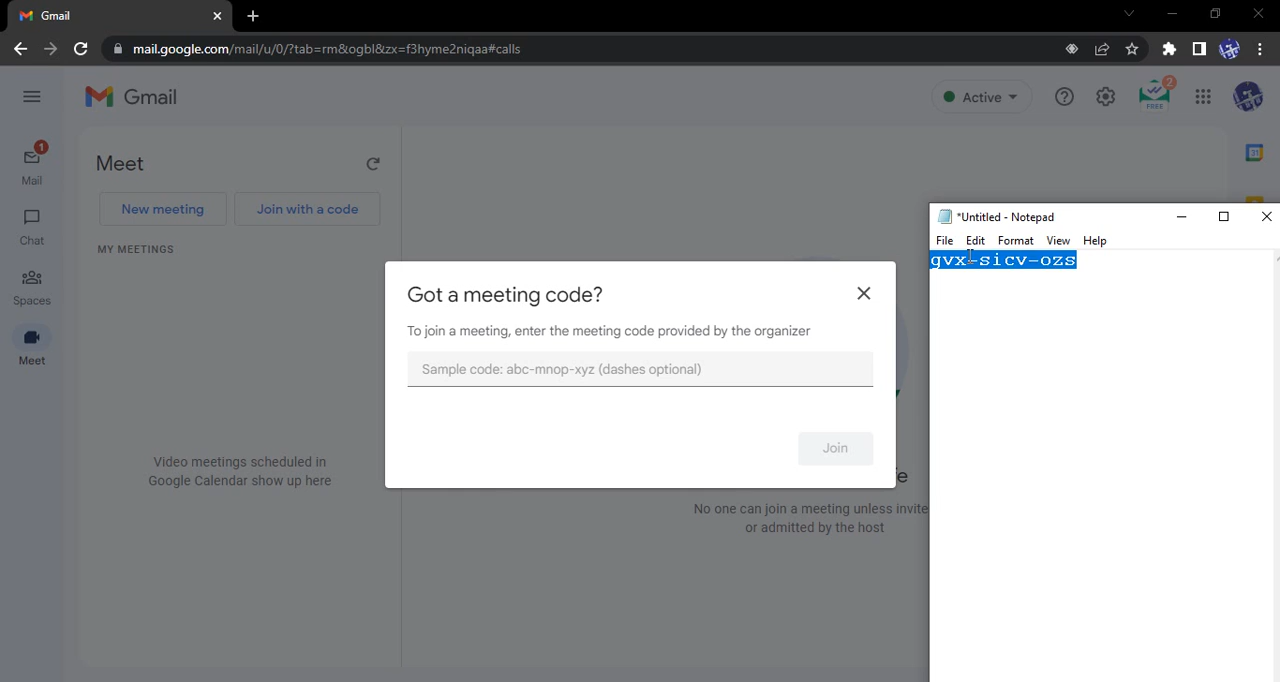 Gmail
mail.google.com/mail/u/0/?tab=rm&ogbl&zx=f3hyme2niqaa#calls
Gmail
Active
2
FREE
1
Mail
Chat
Spaces
Meet
Meet
New meeting
Join with a code
MY MEETINGS
Video meetings scheduled in
Google Calendar show up here
Got a meeting code?
To join a meeting, enter the meeting code provided by the organizer
Sample code: abc-mnop-xyz (dashes optional)
Join
No one can join a meeting unless invite
or admitted by the host
*Untitled - Notepad
File Edit Format View Help
gvx-sicv-ozs
31